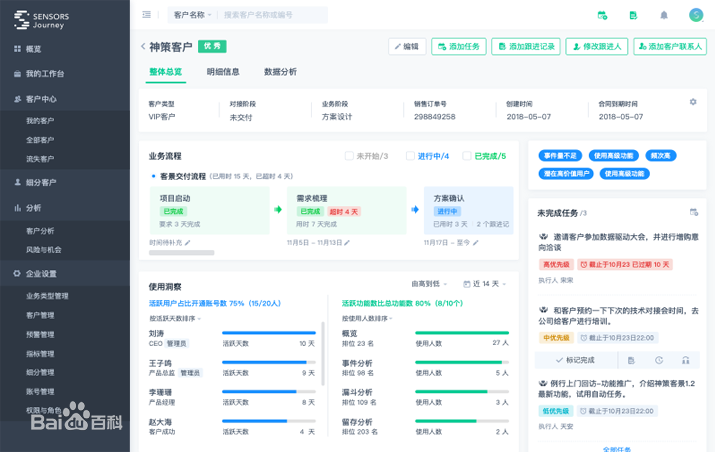 SENSORS
Journey
概览
我的工作台
客户中心
我的客户
全部客户
流失客户
细分客户
分析
客户分析
风险与机会
企业设置
业务类型管理
客户管理
预警管理
指标管理
细分管理
账号管理
权限与角色
Bai百科
客户名称
搜索客户名称或编号
S
神策客户
优秀
编辑
添加任务
添加跟进记录
修改跟进人
添加客户联系人
整体总览
明细信息
数据分析
客户类型
VIP客户
对接阶段
未交付
业务阶段
方案设计
销售订单号
298849258
创建时间
2018-05-07
合同到期时间
2018-05-07
业务流程
未开始/3
进行中/4
已完成/5
客景交付流程 (已用时 15 天，已超时 4 天)
项目启动
已完成
要求 3 天完成
时间待补充
需求梳理
已完成 超时 4 天
用时 7 天完成
11月5日 – 11月13日
方案确认
进行中
已用时 3 天
2 个跟进记
11月17日 – 至今
使用洞察
由高到低
近 14 天
活跃用户占比开通账号数 75%（15/20人）
按活跃天数排序
刘涛
CEO 管理员
活跃天数
10 天
王子鸣
产品总监 管理员
活跃天数
9 天
李珊珊
产品经理
活跃天数
8 天
赵大海
客户成功
活跃天数
4 天
活跃功能数比总功能数 80%（8/10个）
按使用人数排序
概览
排位 23 名
使用人数
27 人
事件分析
排位 98 名
使用人数
5 人
漏斗分析
排位 109 名
使用人数
3 人
留存分析
排位 203 名
使用人数
2 人
事件量不足
使用高级功能
频次高
潜在高价值用户
使用高级功能
未完成任务 /3
邀请客户参加数据驱动大会，并进行增购意
向洽谈
高优先级
截止于10月23 已过期 10 天
执行人 宋宋
和客户预约一下下次的技术对接会时间，去
公司给客户进行培训。
中优先级
截止于10月23日22:00
标记完成
例行上门回访-功能推广，介绍神策客景1.2
最新功能，试用自动任务。
低优先级
截止于10月23日22:00
执行人 天安
全部任务